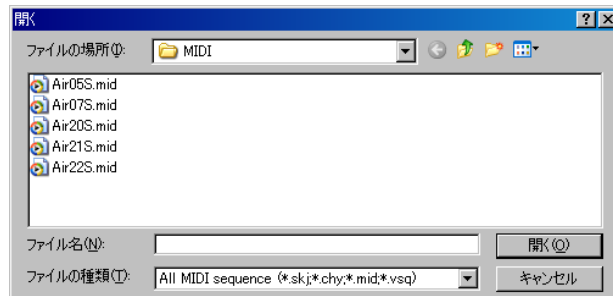 開く
ファイルの場所(I):
MIDI
Air05S.mid
Air07S.mid
Air20S.mid
Air21S.mid
Air22S.mid
ファイル名(N):
開く(O)
ファイルの種類(T):
All MIDI sequence (*.skj;*.chy;*.mid;*.vsq)
キャンセル